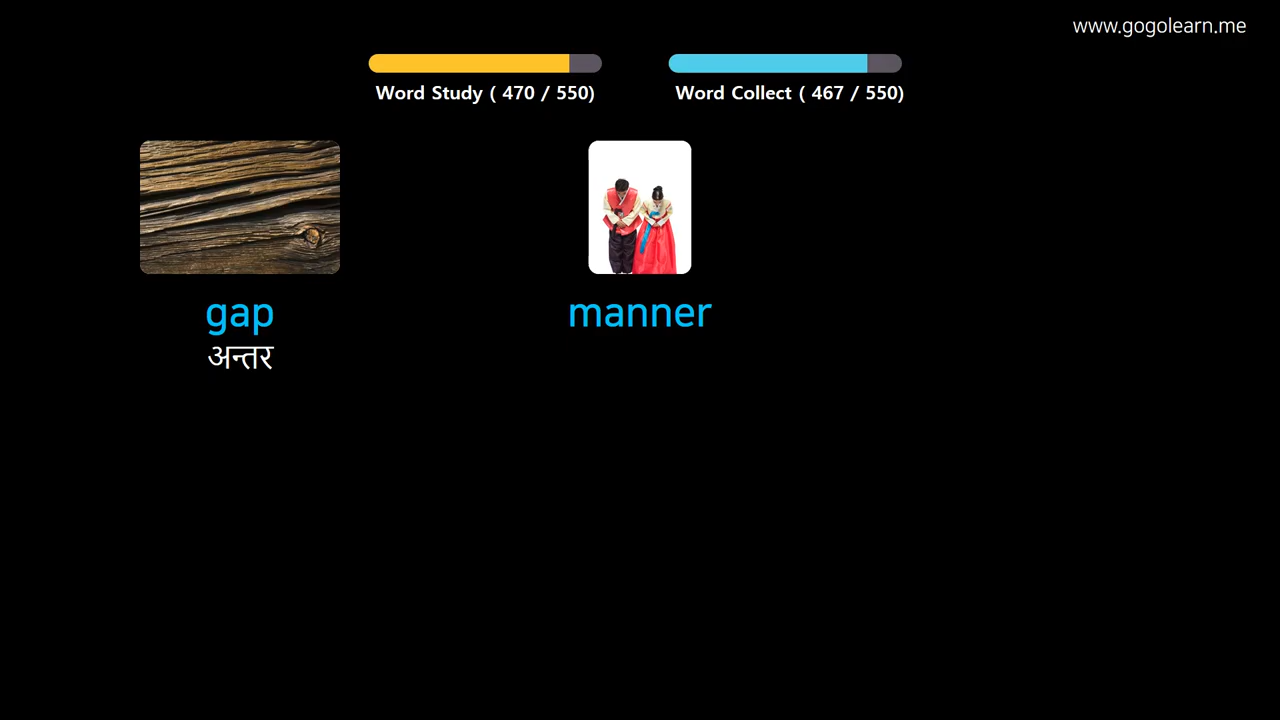 www.gogolearn.me
Word Study ( 470 / 550)
Word Collect ( 467 / 550)
gap
manner
अन्तर